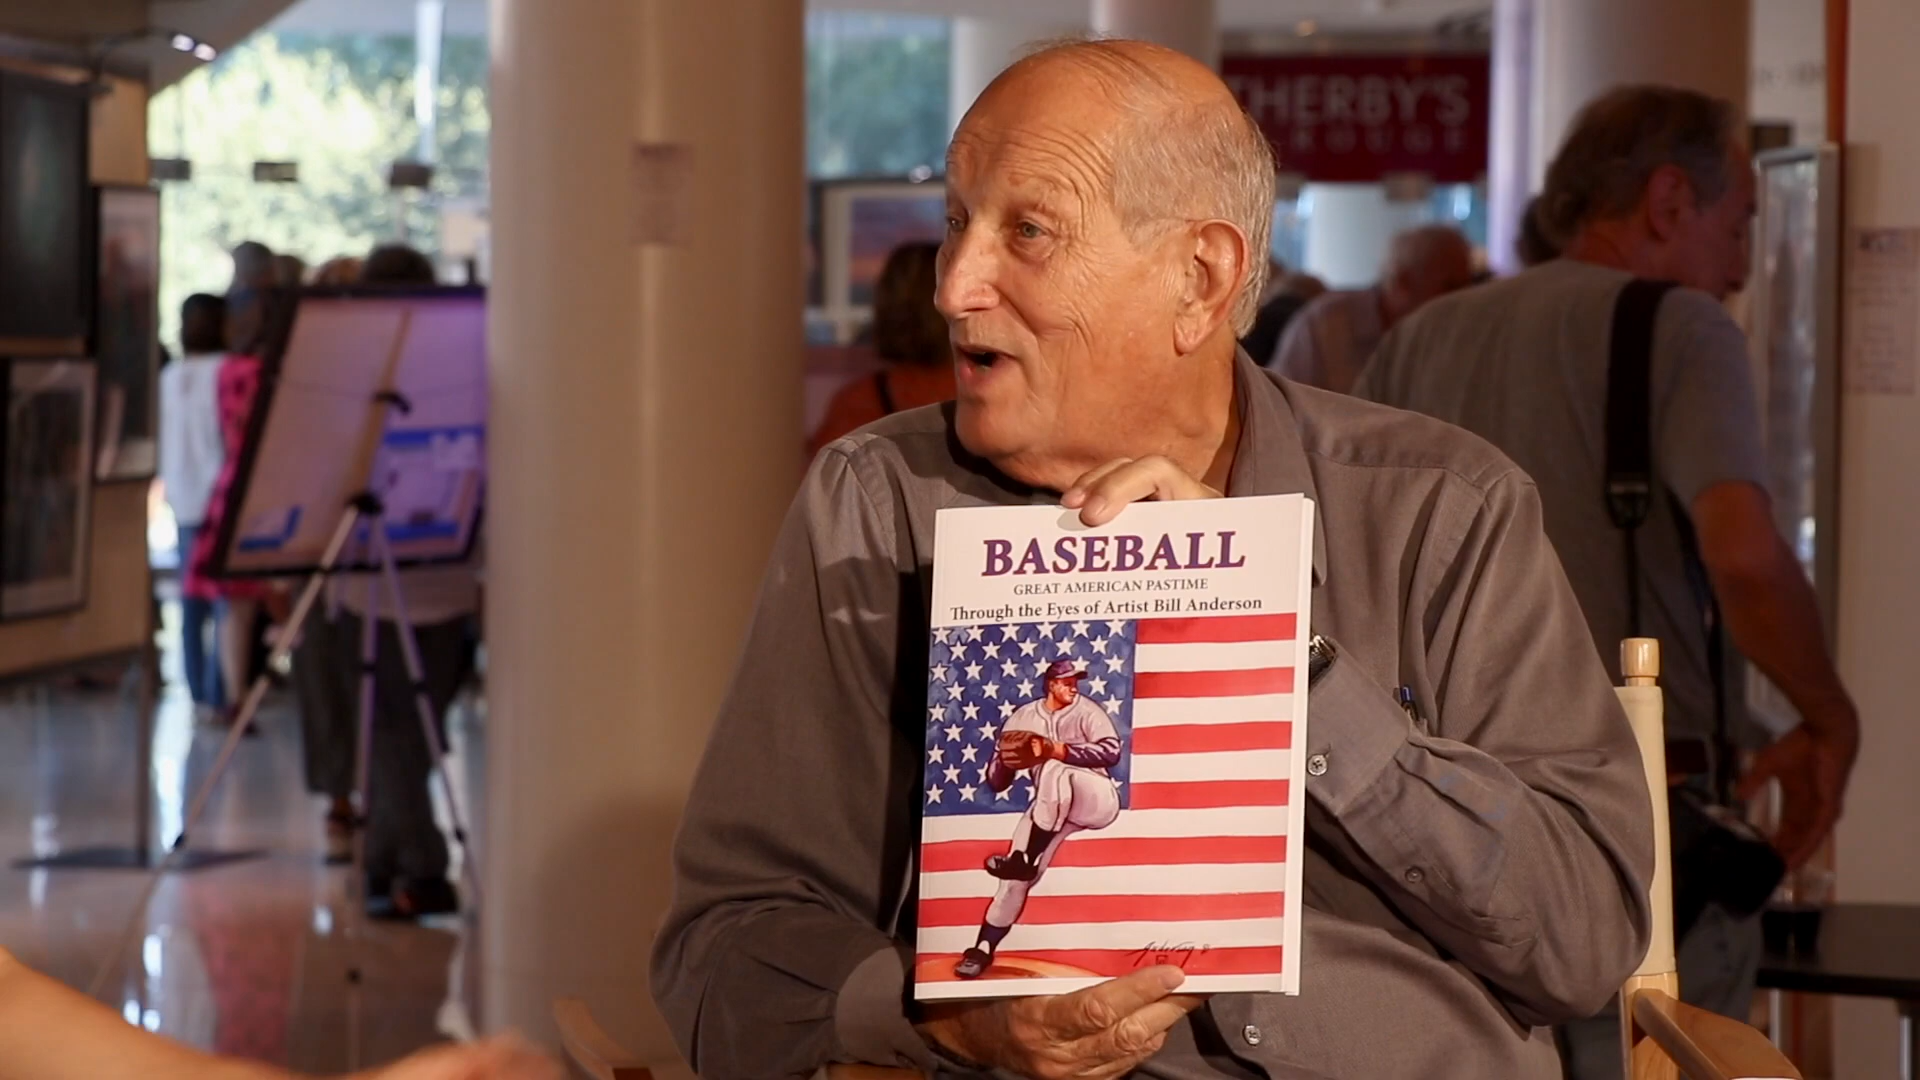 THERBY'S
BASEBALL
GREAT AMERICAN PASTIME
Through the Eyes of Artist Bill Anderson